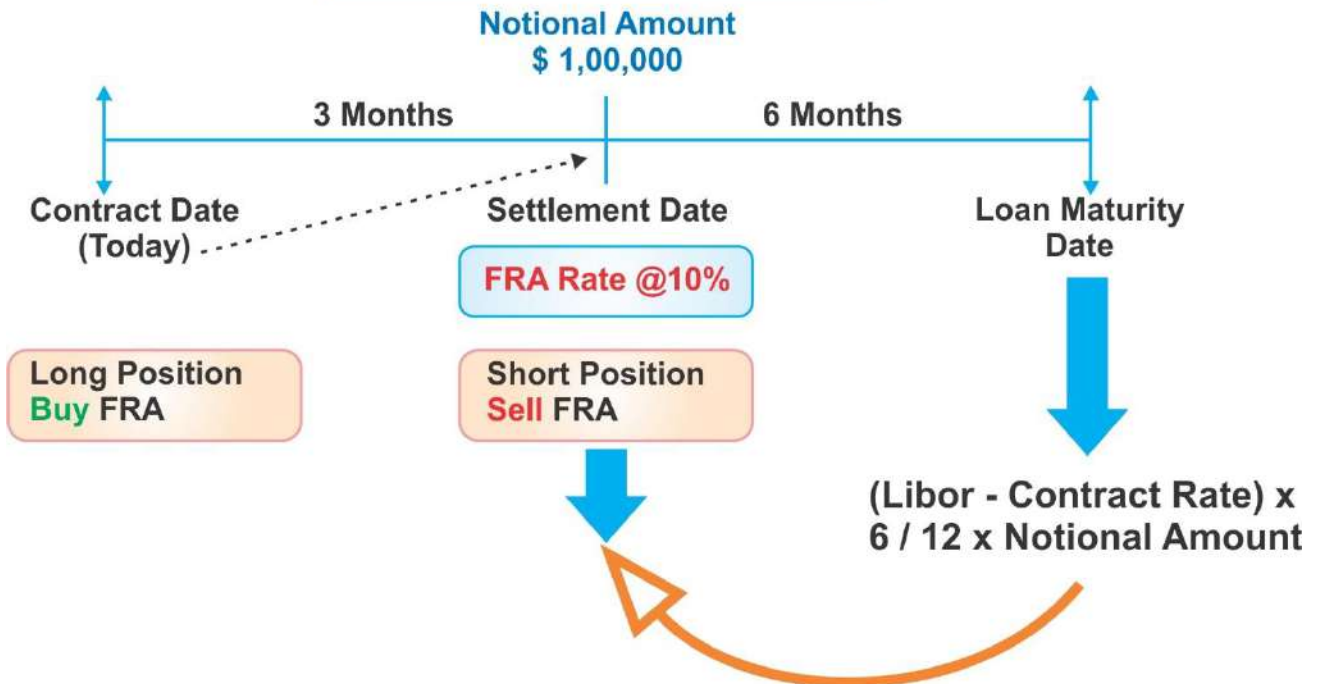 Notional Amount
$ 1,00,000
3 Months
6 Months
Contract Date
(Today)
Settlement Date
Loan Maturity
Date
FRA Rate @10%
Long Position
Buy FRA
Short Position
Sell FRA
(Libor - Contract Rate) x
6 / 12 x Notional Amount